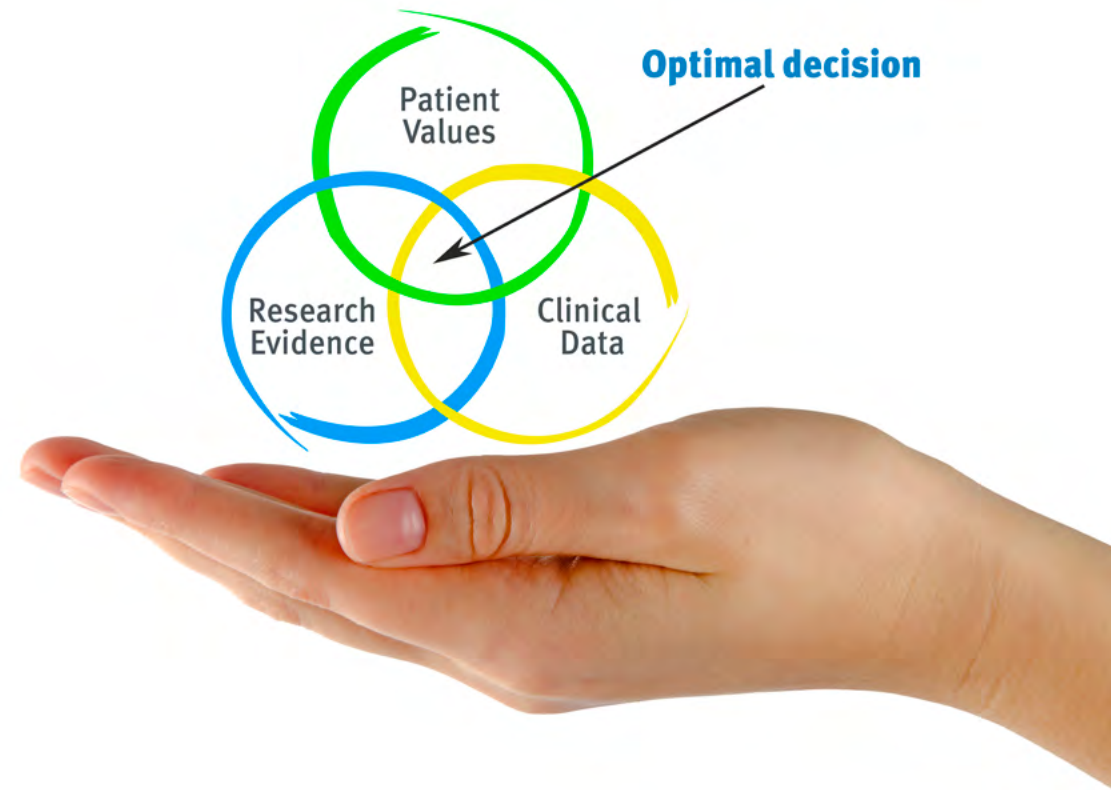 Optimal decision
Patient
Values
Research
Evidence
Clinical
Data